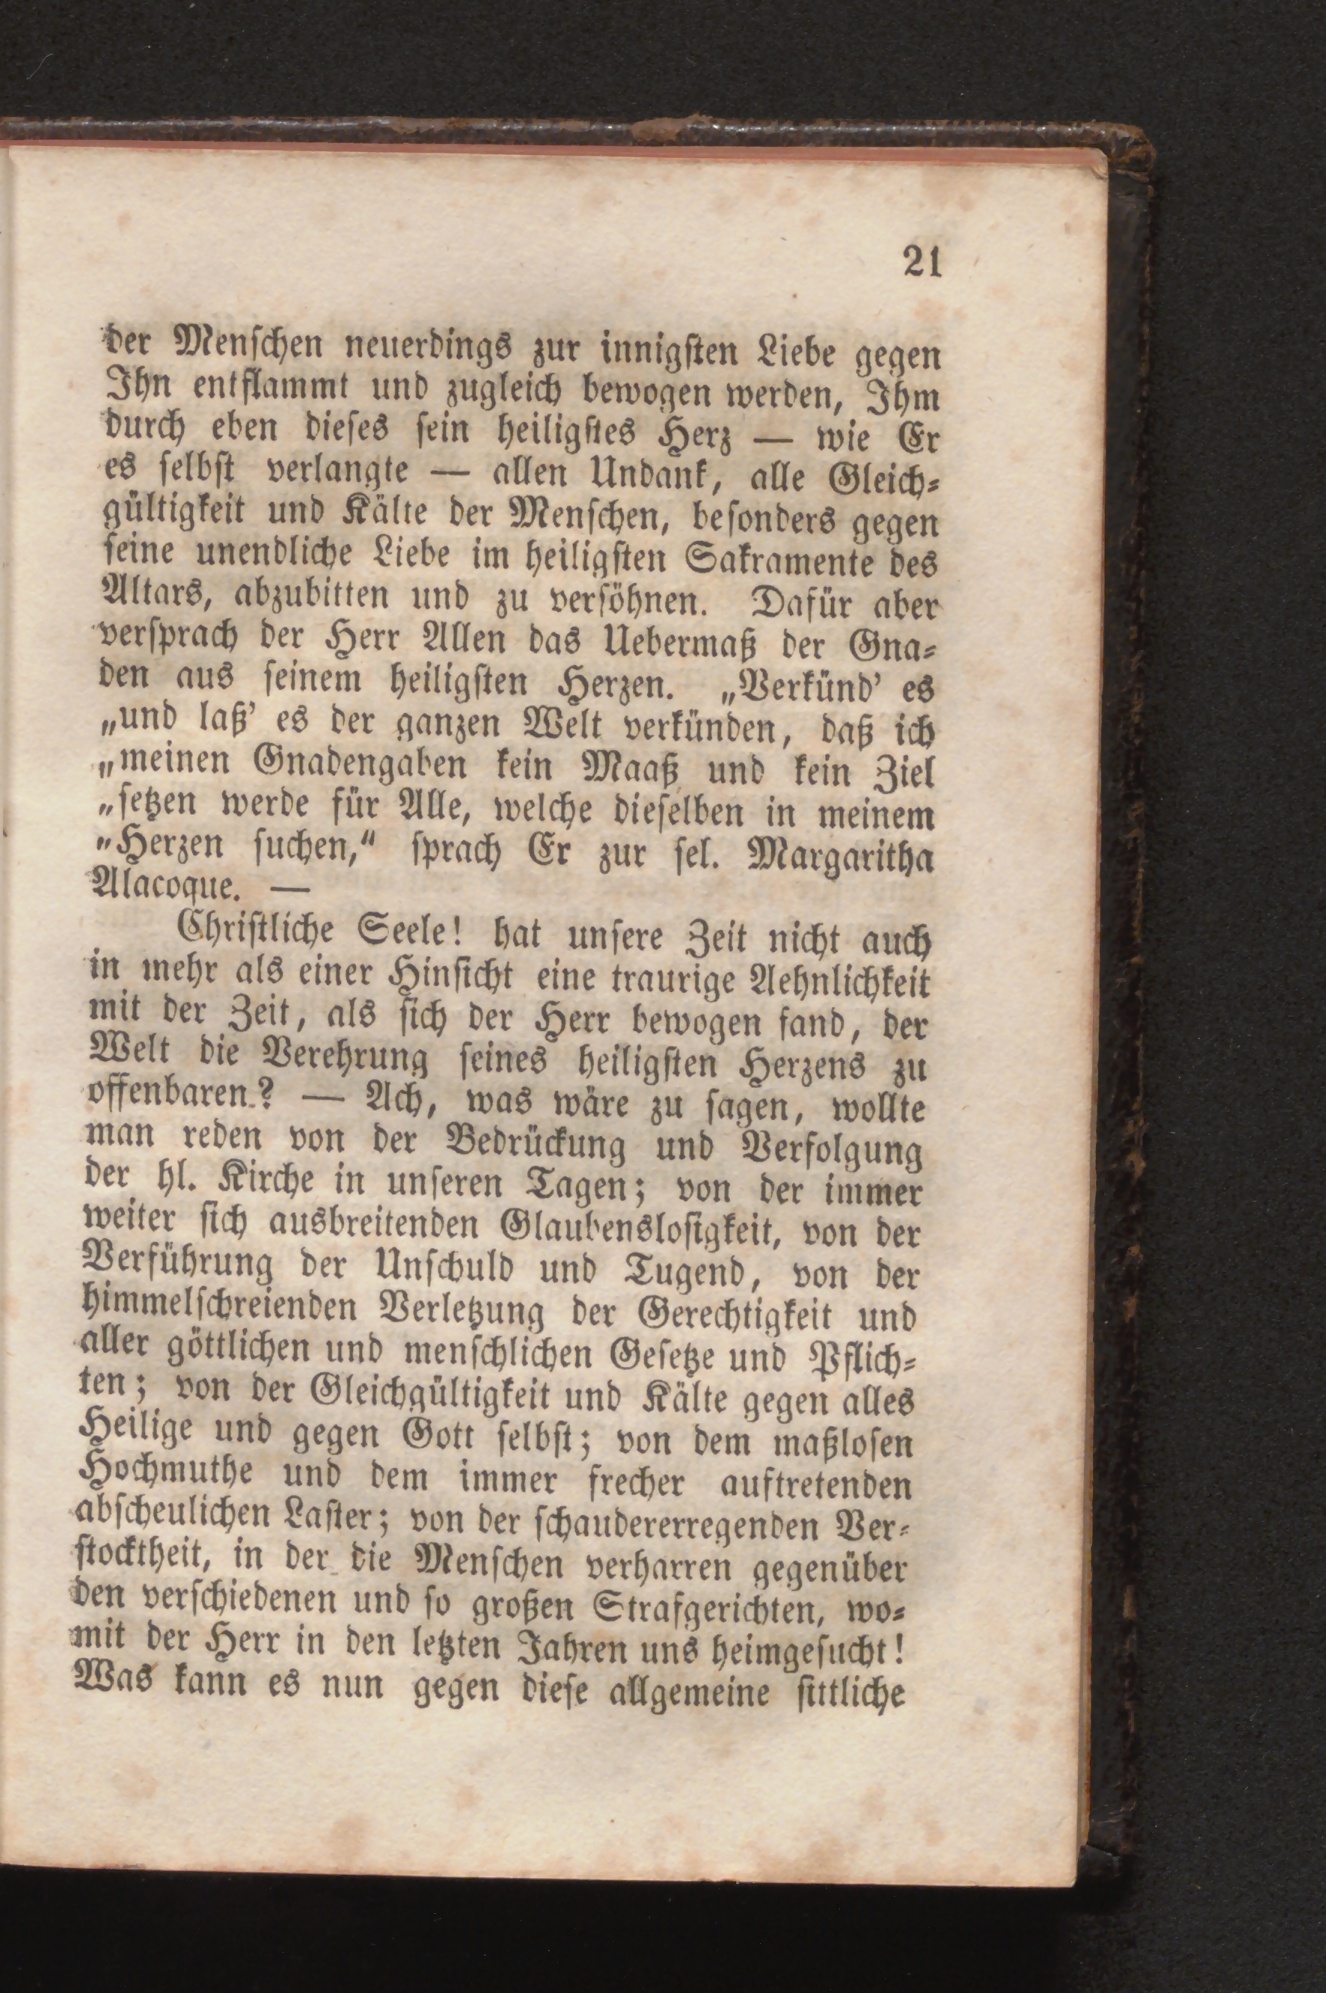 21
der Menschen neuerdings zur innigsten Liebe gegen
Ihn entflammt und zugleich bewogen werden, Ihm
durch eben dieses sein heiligstes Herz — wie Er
es selbst verlangte — allen Undank, alle Gleich-
gültigkeit und Kälte der Menschen, besonders gegen
seine unendliche Liebe im heiligsten Sakramente des
Altars, abzubitten und zu versöhnen. Dafür aber
versprach der Herr Allen das Uebermaß der Gna-
den aus seinem heiligsten Herzen. „Verkünd' es
„und laß' es der ganzen Welt verkünden, daß ich
„meinen Gnadengaben kein Maaß und kein Ziel
„setzen werde für Alle, welche dieselben in meinem
„Herzen suchen,“ sprach Er zur sel. Margaritha
Alacoque. —
Christliche Seele! hat unsere Zeit nicht auch
in mehr als einer Hinsicht eine traurige Aehnlichkeit
mit der Zeit, als sich der Herr bewogen fand, der
Welt die Verehrung seines heiligsten Herzens zu
offenbaren? — Ach, was wäre zu sagen, wollte
man reden von der Bedrückung und Verfolgung
der hl. Kirche in unseren Tagen; von der immer
weiter sich ausbreitenden Glaubenslosigkeit, von der
Verführung der Unschuld und Tugend, von der
himmelschreienden Verletzung der Gerechtigkeit und
aller göttlichen und menschlichen Gesetze und Pflich-
ten; von der Gleichgültigkeit und Kälte gegen alles
Heilige und gegen Gott selbst; von dem maßlosen
Hochmuthe und dem immer frecher auftretenden
abscheulichen Laster; von der schaudererregenden Ver-
stocktheit, in der die Menschen verharren gegenüber
den verschiedenen und so großen Strafgerichten, wo-
mit der Herr in den letzten Jahren uns heimgesucht!
Was kann es nun gegen diese allgemeine sittliche